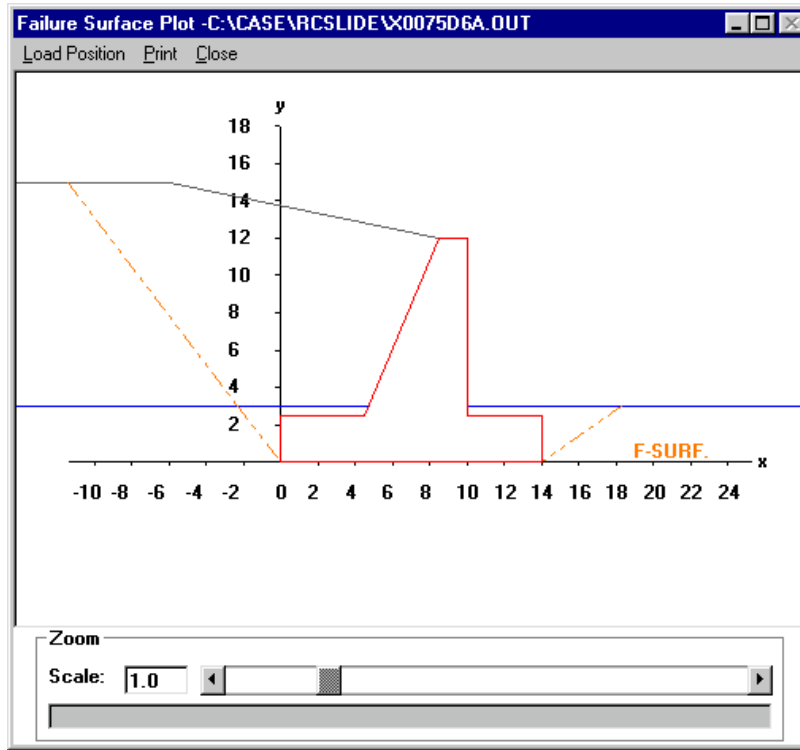 Failure Surface Plot -C:\CASE\RCSLIDE\X0075D6A.OUT
Load Position Print Close
y
18
16
14
12
10
8
6
4
2
F-SURF.
x
-10 -8 -6 -4 -2 0 2 4 6 8 10 12 14 16 18 20 22 24
Zoom
Scale: 1.0